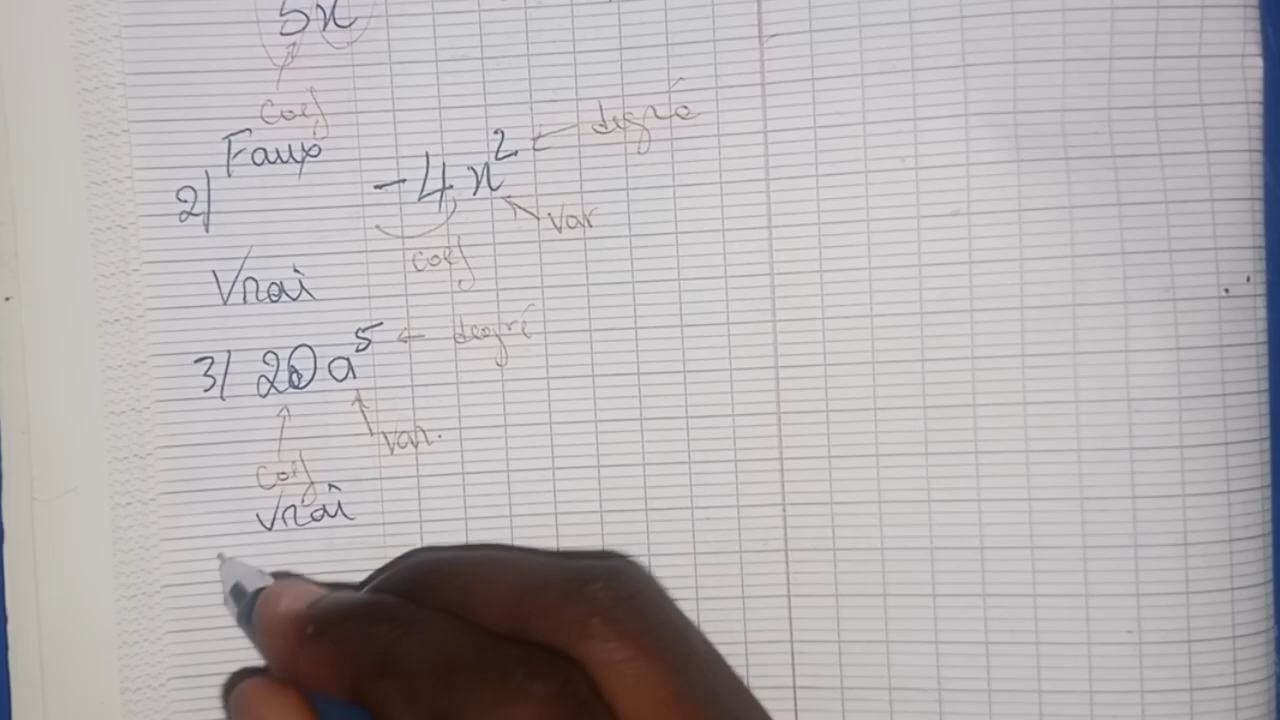 5x
coef
Faux
2) -4x² ← degré
var
coef
Vrai
3) 20a⁵ ← degré
var.
coef
Vrai